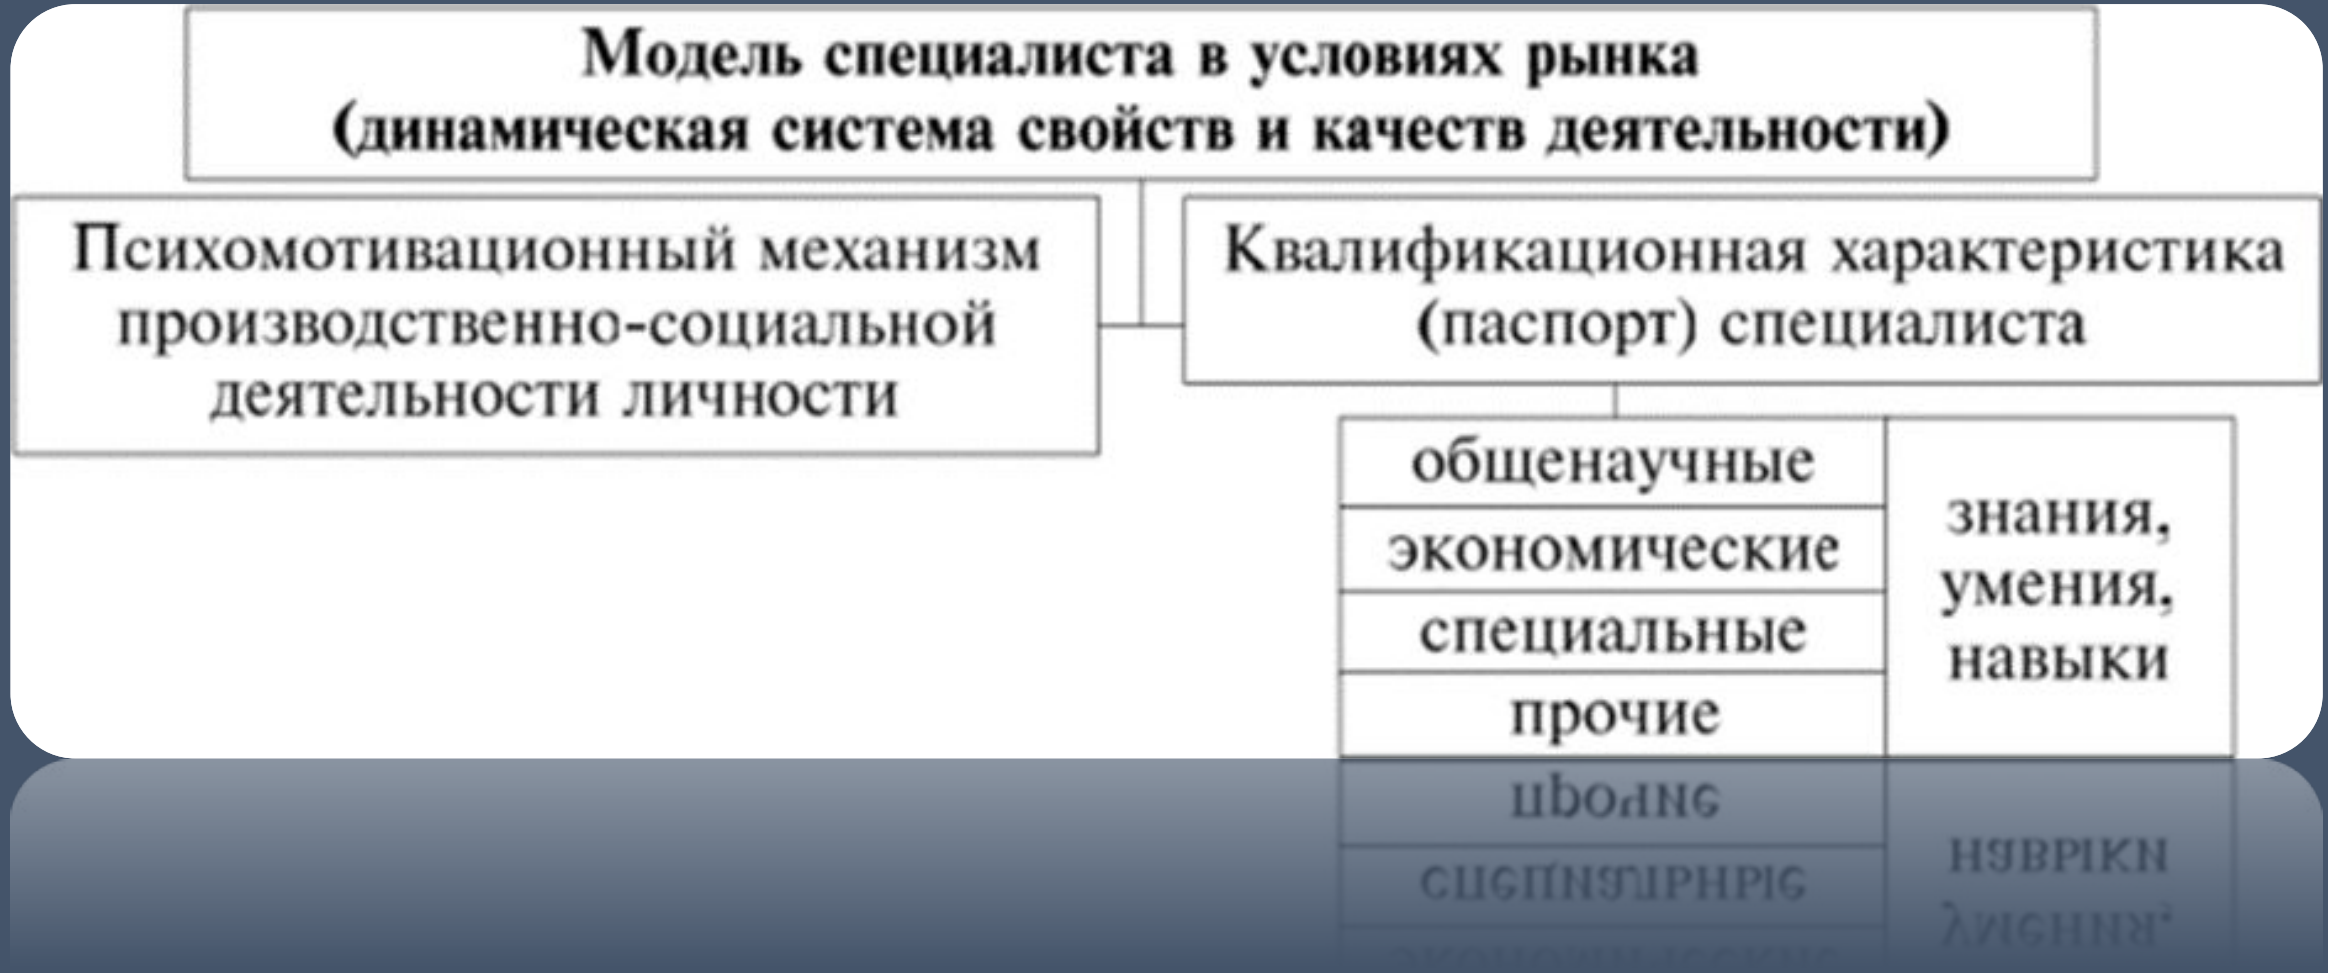 Модель специалиста в условиях рынка
(динамическая система свойств и качеств деятельности)
Психомотивационный механизм
производственно-социальной
деятельности личности
Квалификационная характеристика
(паспорт) специалиста
общенаучные
экономические
специальные
прочие
знания,
умения,
навыки